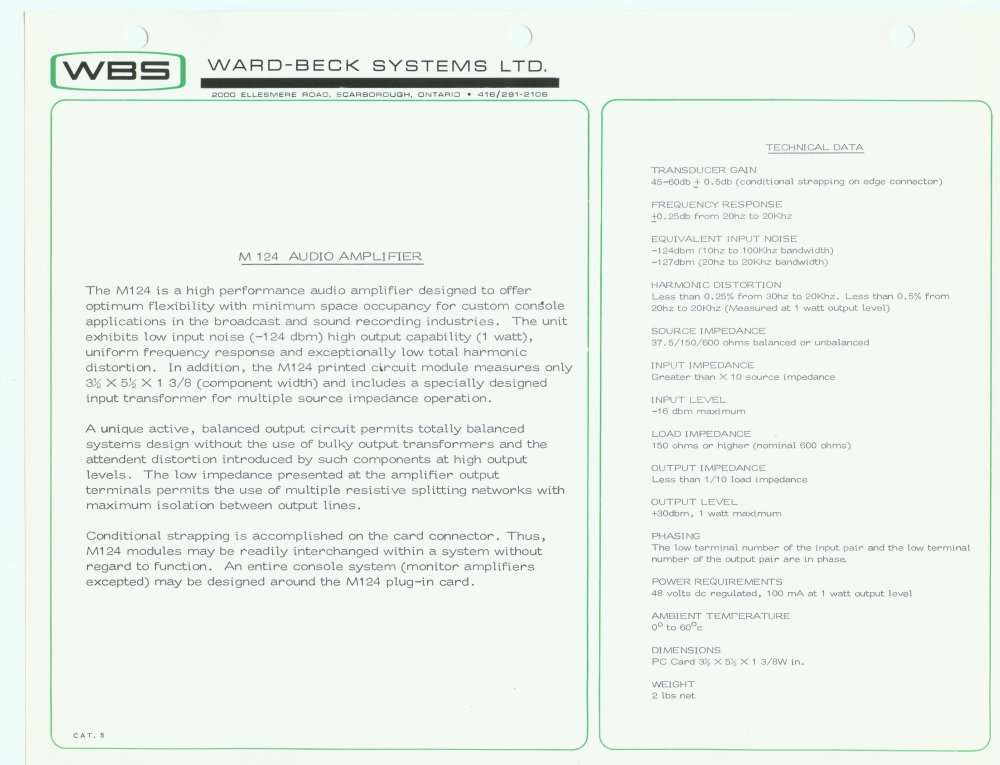 WBS
WARD-BECK SYSTEMS LTD.
2000 ELLESMERE ROAD, SCARBOROUGH, ONTARIO • 416/291-2106
M 124 AUDIO AMPLIFIER
The M124 is a high performance audio amplifier designed to offer
optimum flexibility with minimum space occupancy for custom console
applications in the broadcast and sound recording industries. The unit
exhibits low input noise (-124 dbm) high output capability (1 watt),
uniform frequency response and exceptionally low total harmonic
distortion. In addition, the M124 printed circuit module measures only
3½ X 5½ X 1 3/8 (component width) and includes a specially designed
input transformer for multiple source impedance operation.
A unique active, balanced output circuit permits totally balanced
systems design without the use of bulky output transformers and the
attendent distortion introduced by such components at high output
levels. The low impedance presented at the amplifier output
terminals permits the use of multiple resistive splitting networks with
maximum isolation between output lines.
Conditional strapping is accomplished on the card connector. Thus,
M124 modules may be readily interchanged within a system without
regard to function. An entire console system (monitor amplifiers
excepted) may be designed around the M124 plug-in card.
CAT. 5
TECHNICAL DATA
TRANSDUCER GAIN
45-60db ± 0.5db (conditional strapping on edge connector)
FREQUENCY RESPONSE
±0.25db from 20hz to 20Khz
EQUIVALENT INPUT NOISE
-124dbm (10hz to 100Khz bandwidth)
-127dbm (20hz to 20Khz bandwidth)
HARMONIC DISTORTION
Less than 0.25% from 30hz to 20Khz. Less than 0.5% from
20hz to 20Khz (Measured at 1 watt output level)
SOURCE IMPEDANCE
37.5/150/600 ohms balanced or unbalanced
INPUT IMPEDANCE
Greater than X 10 source impedance
INPUT LEVEL
-16 dbm maximum
LOAD IMPEDANCE
150 ohms or higher (nominal 600 ohms)
OUTPUT IMPEDANCE
Less than 1/10 load impedance
OUTPUT LEVEL
+30dbm, 1 watt maximum
PHASING
The low terminal number of the input pair and the low terminal
number of the output pair are in phase.
POWER REQUIREMENTS
48 volts dc regulated, 100 mA at 1 watt output level
AMBIENT TEMPERATURE
0° to 60°c
DIMENSIONS
PC Card 3½ X 5½ X 1 3/8W in.
WEIGHT
2 lbs net